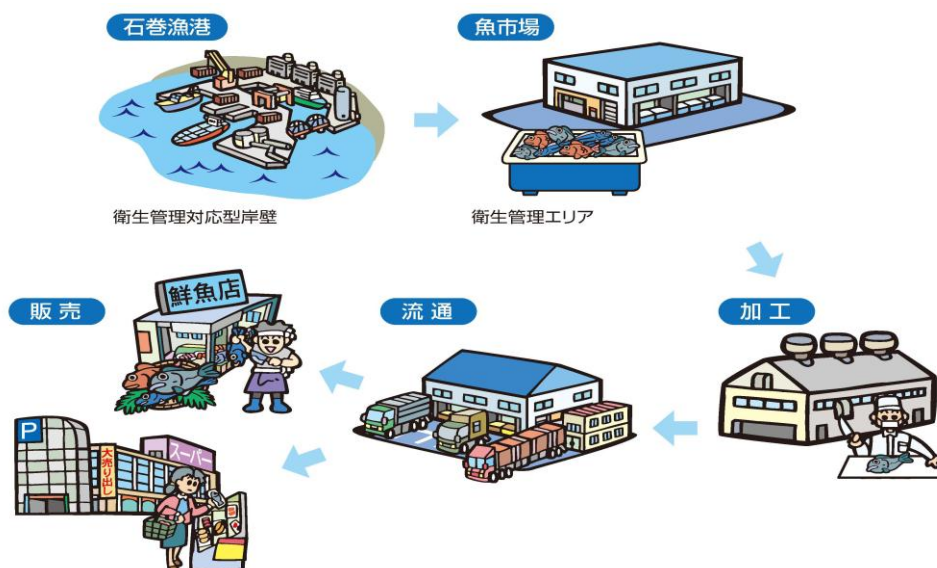 石巻漁港
魚市場
衛生管理対応型岸壁
衛生管理エリア
販売
鮮魚店
流通
加工
P
大売り出し
スーパー